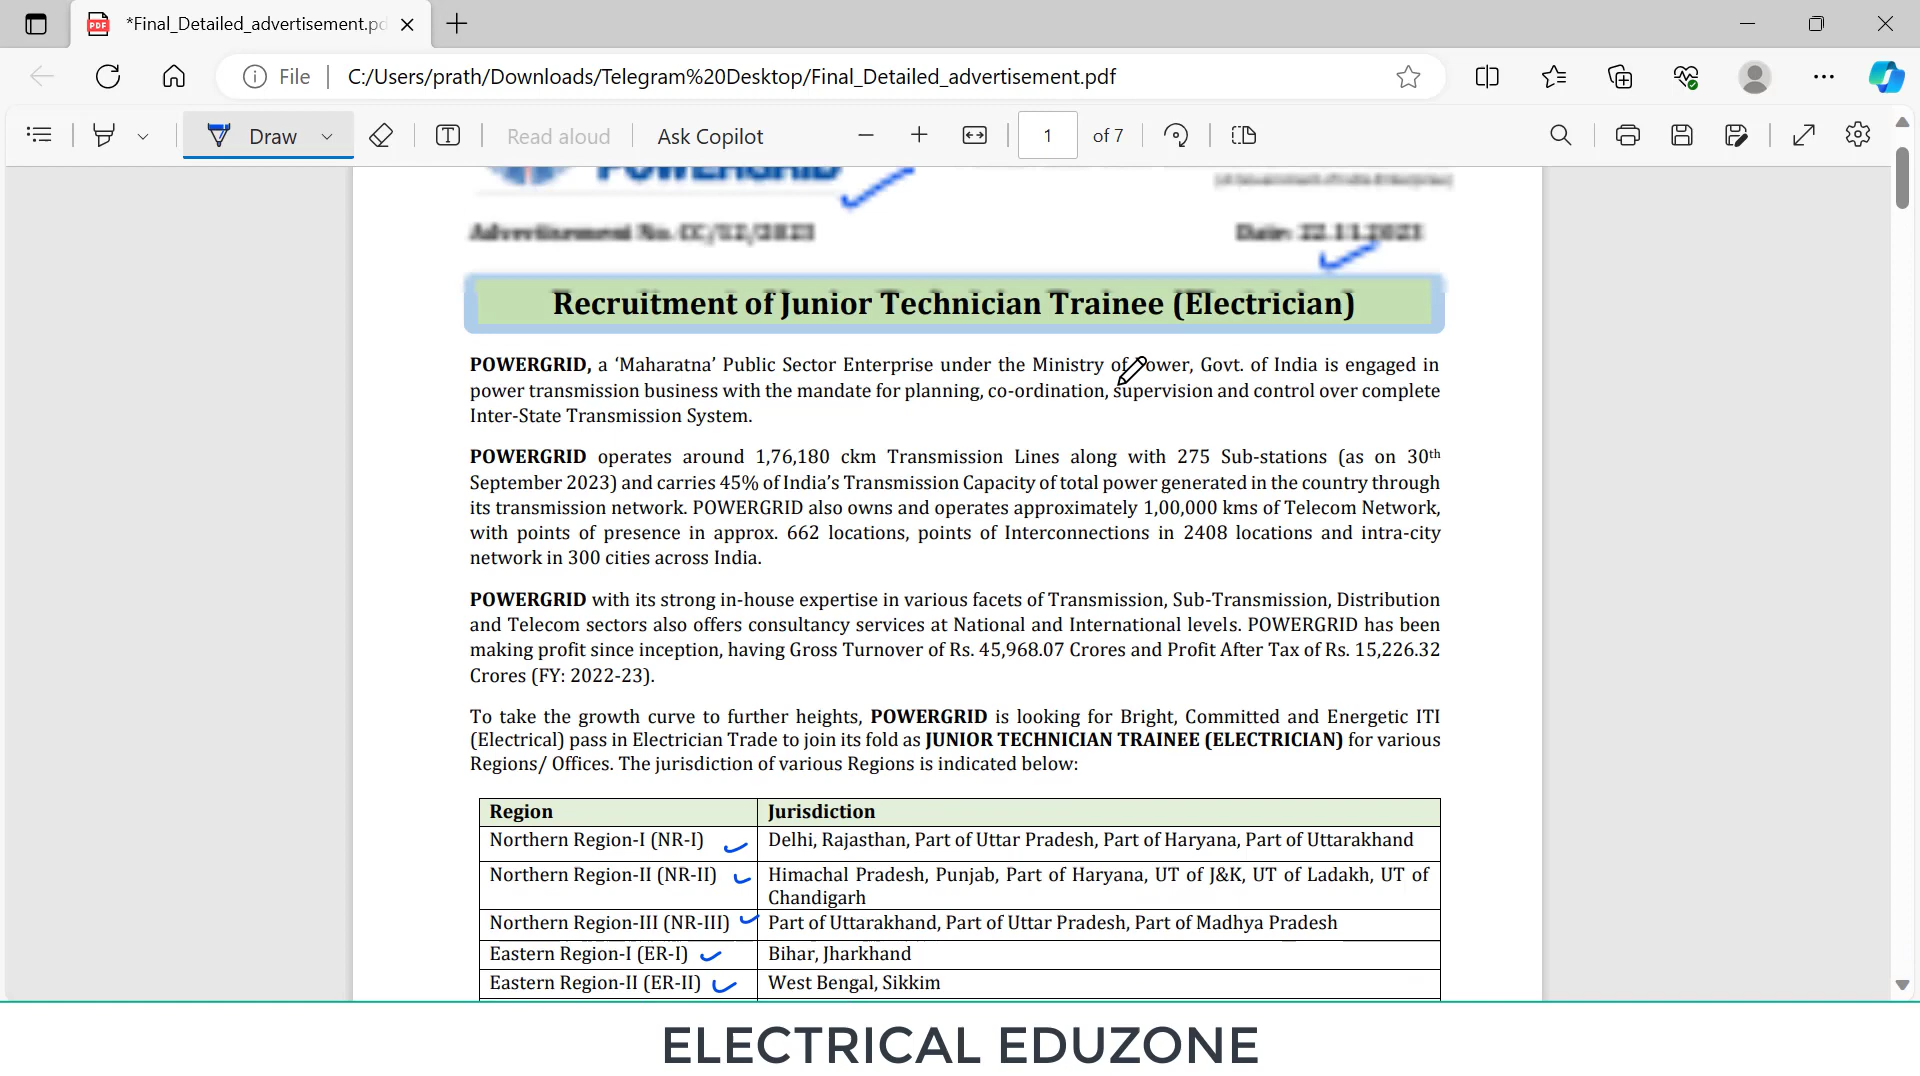 *Final_Detailed_advertisement.pd
File
C:/Users/prath/Downloads/Telegram%20Desktop/Final_Detailed_advertisement.pdf
Draw
Read aloud
Ask Copilot
1 of 7
POWERGRID
Advertisement No. CC/12/2023
Date: 22.11.2023
Recruitment of Junior Technician Trainee (Electrician)
POWERGRID, a ‘Maharatna’ Public Sector Enterprise under the Ministry of Power, Govt. of India is engaged in
power transmission business with the mandate for planning, co-ordination, supervision and control over complete
Inter-State Transmission System.
POWERGRID operates around 1,76,180 ckm Transmission Lines along with 275 Sub-stations (as on 30th
September 2023) and carries 45% of India’s Transmission Capacity of total power generated in the country through
its transmission network. POWERGRID also owns and operates approximately 1,00,000 kms of Telecom Network,
with points of presence in approx. 662 locations, points of Interconnections in 2408 locations and intra-city
network in 300 cities across India.
POWERGRID with its strong in-house expertise in various facets of Transmission, Sub-Transmission, Distribution
and Telecom sectors also offers consultancy services at National and International levels. POWERGRID has been
making profit since inception, having Gross Turnover of Rs. 45,968.07 Crores and Profit After Tax of Rs. 15,226.32
Crores (FY: 2022-23).
To take the growth curve to further heights, POWERGRID is looking for Bright, Committed and Energetic ITI
(Electrical) pass in Electrician Trade to join its fold as JUNIOR TECHNICIAN TRAINEE (ELECTRICIAN) for various
Regions/ Offices. The jurisdiction of various Regions is indicated below:
Region Jurisdiction
Northern Region-I (NR-I) Delhi, Rajasthan, Part of Uttar Pradesh, Part of Haryana, Part of Uttarakhand
Northern Region-II (NR-II) Himachal Pradesh, Punjab, Part of Haryana, UT of J&K, UT of Ladakh, UT of
Chandigarh
Northern Region-III (NR-III) Part of Uttarakhand, Part of Uttar Pradesh, Part of Madhya Pradesh
Eastern Region-I (ER-I) Bihar, Jharkhand
Eastern Region-II (ER-II) West Bengal, Sikkim
ELECTRICAL EDUZONE